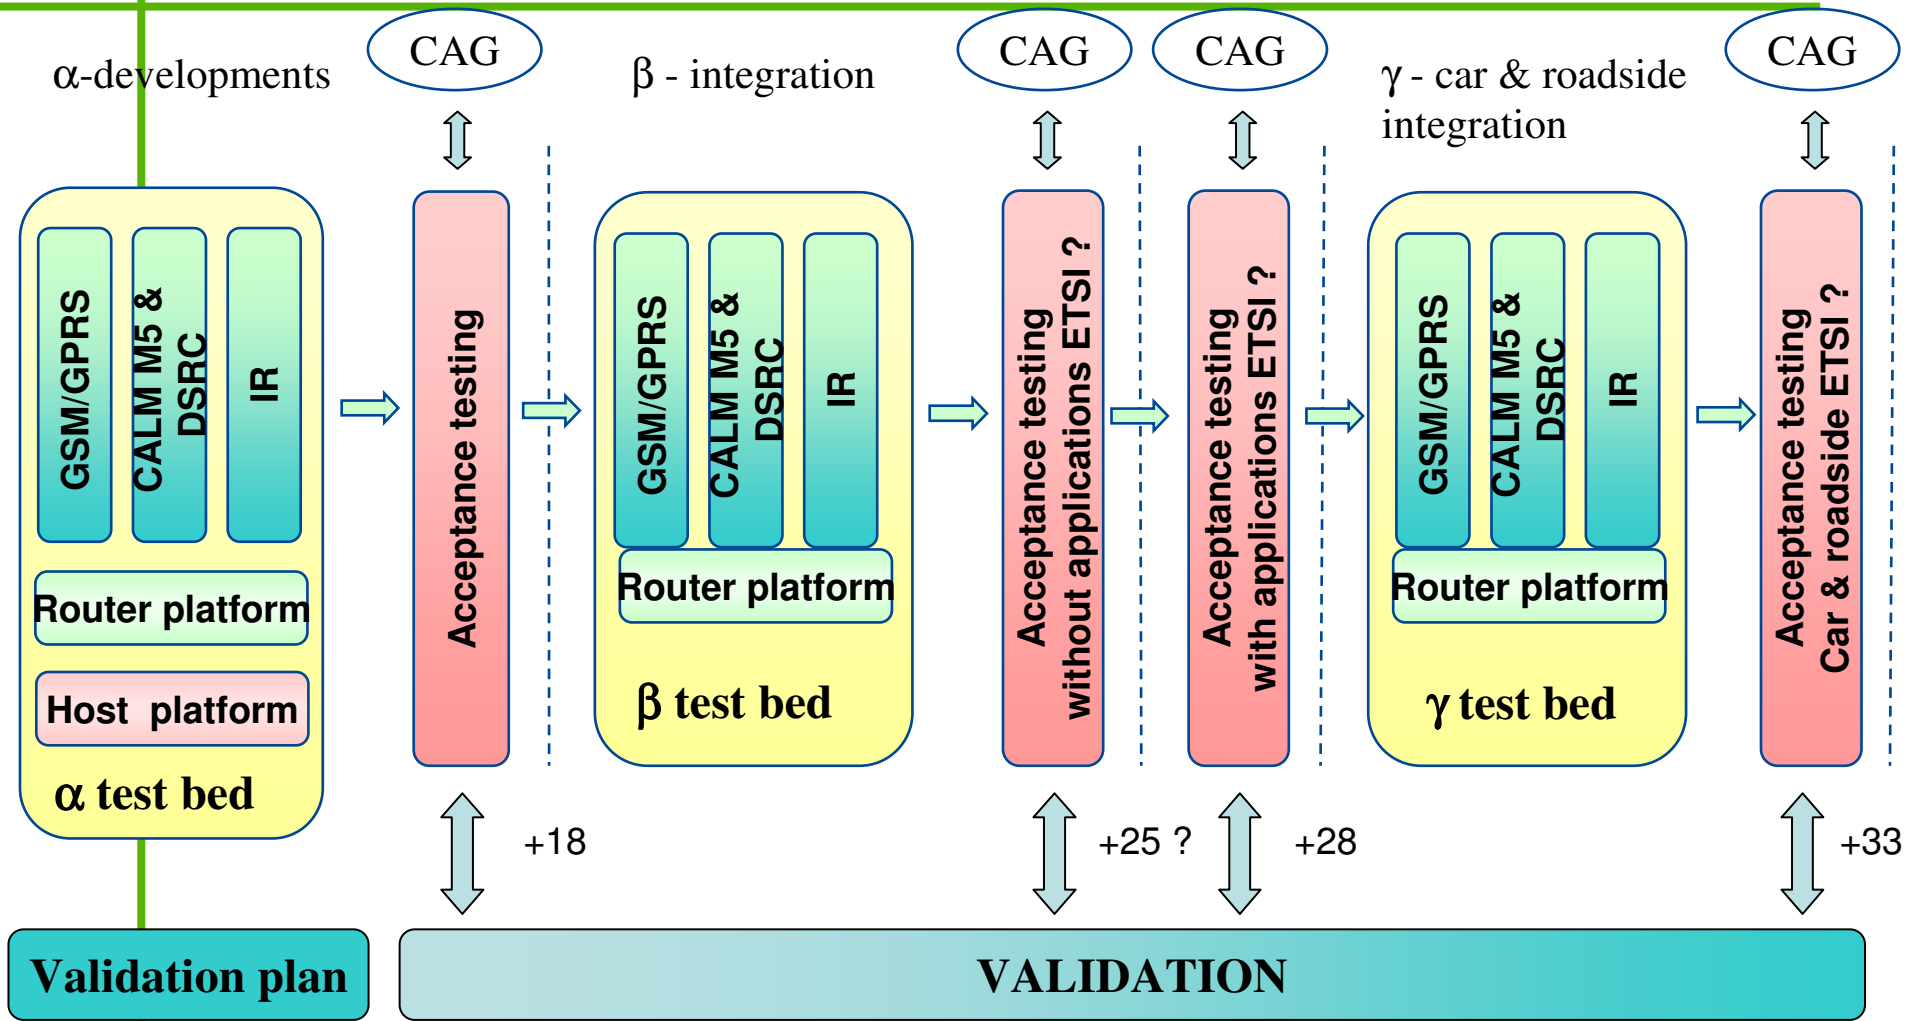 CAG
CAG
CAG
CAG
α-developments
β - integration
γ - car & roadside
integration
GSM/GPRS
CALM M5 &
DSRC
IR
Router platform
Host platform
α test bed
Acceptance testing
GSM/GPRS
CALM M5 &
DSRC
IR
Router platform
β test bed
Acceptance testing
without applications ETSI ?
Acceptance testing
with applications ETSI ?
GSM/GPRS
CALM M5 &
DSRC
IR
Router platform
γ test bed
Acceptance testing
Car & roadside ETSI ?
+18
+25 ?
+28
+33
Validation plan
VALIDATION